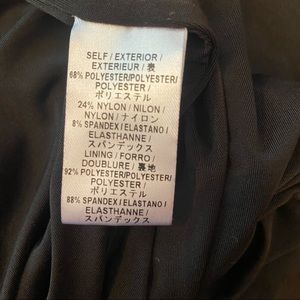 SELF / EXTERIOR /
EXTERIEUR / 表
68% POLYESTER/POLYESTER/
POLYESTER /
ポリエステル
24% NYLON / NILON /
NYLON / ナイロン
8% SPANDEX / ELASTANO /
ELASTHANNE /
スパンデックス
LINING / FORRO /
DOUBLURE / 裏地
92% POLYESTER/POLYESTER/
POLYESTER /
ポリエステル
88% SPANDEX / ELASTANO /
ELASTHANNE /
スパンデックス